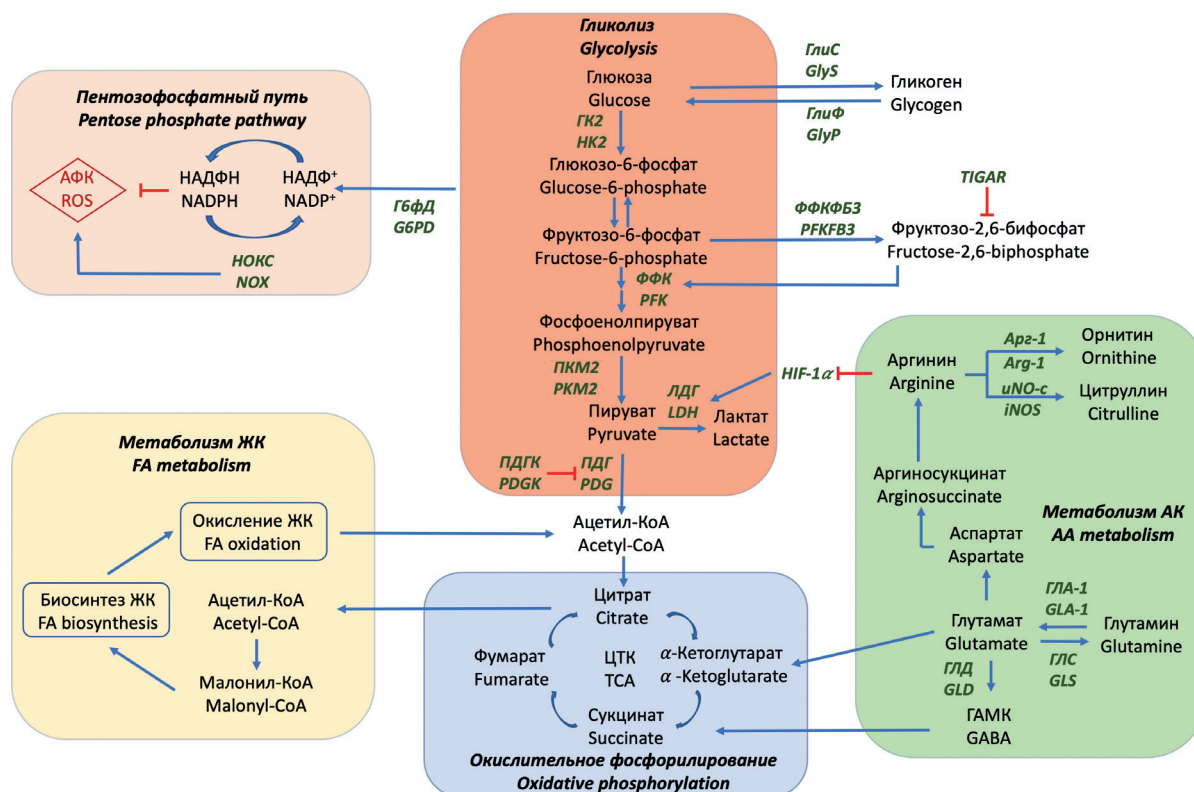 Гликолиз
Glycolysis
Глюкоза
Glucose
ГлиС
GlyS
Гликоген
Glycogen
ГлиФ
GlyP
ГК2
HK2
Глюкозо-6-фосфат
Glucose-6-phosphate
Фруктозо-6-фосфат
Fructose-6-phosphate
ФФКФБ3
PFKFB3
TIGAR
Фруктозо-2,6-бифосфат
Fructose-2,6-biphosphate
ФФК
PFK
Фосфоенолпируват
Phosphoenolpyruvate
ПКМ2
PKM2
Пируват
Pyruvate
ЛДГ
LDH
Лактат
Lactate
HIF-1α
ПДГК
PDGK
ПДГ
PDG
Пентозофосфатный путь
Pentose phosphate pathway
АФК
ROS
НАДФН
NADPH
НАДФ⁺
NADP⁺
Г6фД
G6PD
НОКС
NOX
Аргинин
Arginine
Арг-1
Arg-1
Орнитин
Ornithine
иNO-с
iNOS
Цитруллин
Citrulline
Аргиносукцинат
Arginosuccinate
Метаболизм АК
AA metabolism
Аспартат
Aspartate
ГЛА-1
GLA-1
Глутамат
Glutamate
Глутамин
Glutamine
ГЛД
GLD
ГЛС
GLS
ГАМК
GABA
Метаболизм ЖК
FA metabolism
Окисление ЖК
FA oxidation
Биосинтез ЖК
FA biosynthesis
Ацетил-КоА
Acetyl-CoA
Малонил-КоА
Malonyl-CoA
Ацетил-КоА
Acetyl-CoA
Цитрат
Citrate
Фумарат
Fumarate
ЦТК
TCA
α-Кетоглутарат
α -Ketoglutarate
Сукцинат
Succinate
Окислительное фосфорилирование
Oxidative phosphorylation